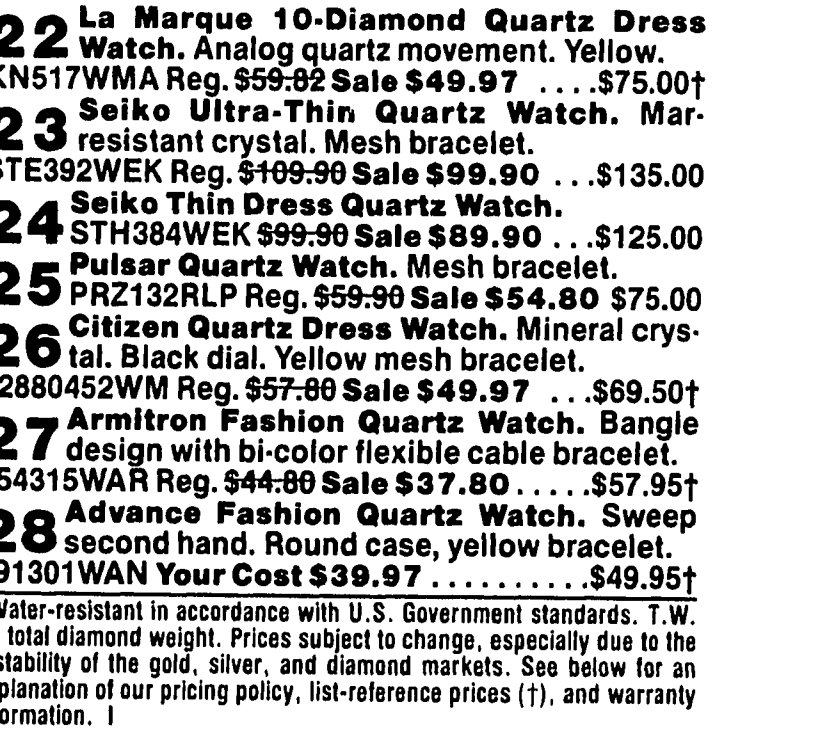 22 La Marque 10-Diamond Quartz Dress
Watch. Analog quartz movement. Yellow.
KN517WMA Reg. $59.82 Sale $49.97 ....$75.00†
23 Seiko Ultra-Thin Quartz Watch. Mar-
resistant crystal. Mesh bracelet.
STE392WEK Reg. $109.90 Sale $99.90 ...$135.00
24 Seiko Thin Dress Quartz Watch.
STH384WEK $99.90 Sale $89.90 ...$125.00
25 Pulsar Quartz Watch. Mesh bracelet.
PRZ132RLP Reg. $59.90 Sale $54.80 $75.00
26 Citizen Quartz Dress Watch. Mineral crys-
tal. Black dial. Yellow mesh bracelet.
2880452WM Reg. $57.80 Sale $49.97 ...$69.50†
27 Armitron Fashion Quartz Watch. Bangle
design with bi-color flexible cable bracelet.
54315WAR Reg. $44.80 Sale $37.80.....$57.95†
28 Advance Fashion Quartz Watch. Sweep
second hand. Round case, yellow bracelet.
91301WAN Your Cost $39.97..........$49.95†
Water-resistant in accordance with U.S. Government standards. T.W.
total diamond weight. Prices subject to change, especially due to the
stability of the gold, silver, and diamond markets. See below for an
planation of our pricing policy, list-reference prices (†), and warranty
ormation.